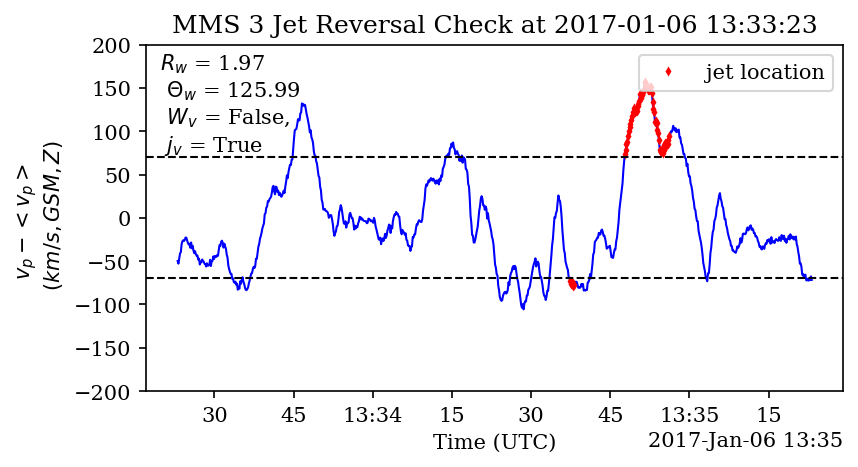 MMS 3 Jet Reversal Check at 2017-01-06 13:33:23
R_w = 1.97
Θ_w = 125.99
W_v = False,
j_v = True
jet location
v_p − < v_p >
(km/s, GSM, Z)
200
150
100
50
0
−50
−100
−150
−200
30 45 13:34 15 30 45 13:35 15
Time (UTC)
2017-Jan-06 13:35